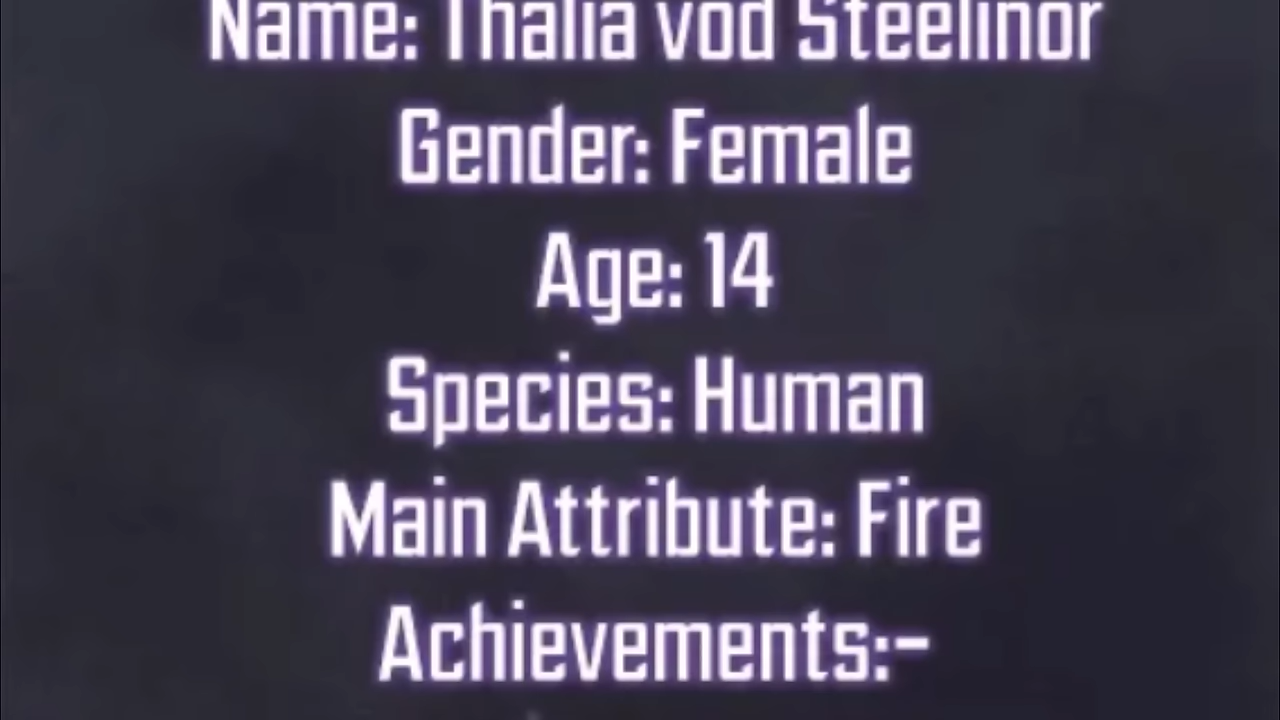 Name: Thalia vod Steelinor
Gender: Female
Age: 14
Species: Human
Main Attribute: Fire
Achievements:-